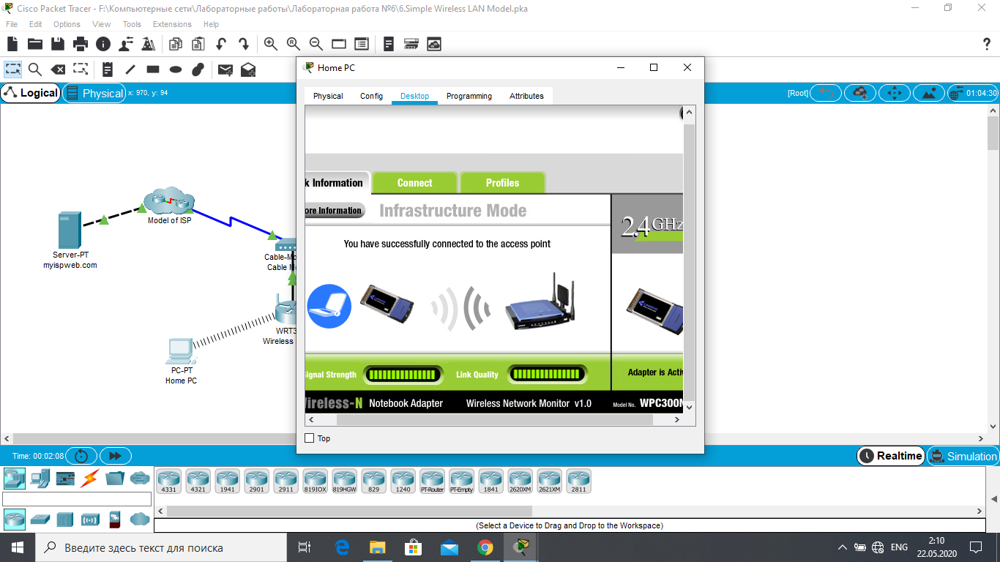 Cisco Packet Tracer - F:\Компьютерные сети\Лабораторные работы\Лабораторная работа №6\6.Simple Wireless LAN Model.pka
File Edit Options View Tools Extensions Help
Home PC
Logical Physical x: 970, y: 94
[Root] 01:04:30
Physical Config Desktop Programming Attributes
k Information Connect Profiles
ore Information Infrastructure Mode
2.4GHz
You have successfully connected to the access point
Model of ISP
Server-PT
myispweb.com
Cable-Mo
Cable Mo
WRT3
Wireless
PC-PT
Home PC
ignal Strength Link Quality Adapter is Activ
Wireless-N Notebook Adapter Wireless Network Monitor v1.0 Model No. WPC300N
Top
Time: 00:02:08
Realtime Simulation
4331 4321 1941 2901 2911 819IOX 819HGW 829 1240 PT-Router PT-Empty 1841 2620XM 2621XM 2811
(Select a Device to Drag and Drop to the Workspace)
Введите здесь текст для поиска
ENG
2:10
22.05.2020